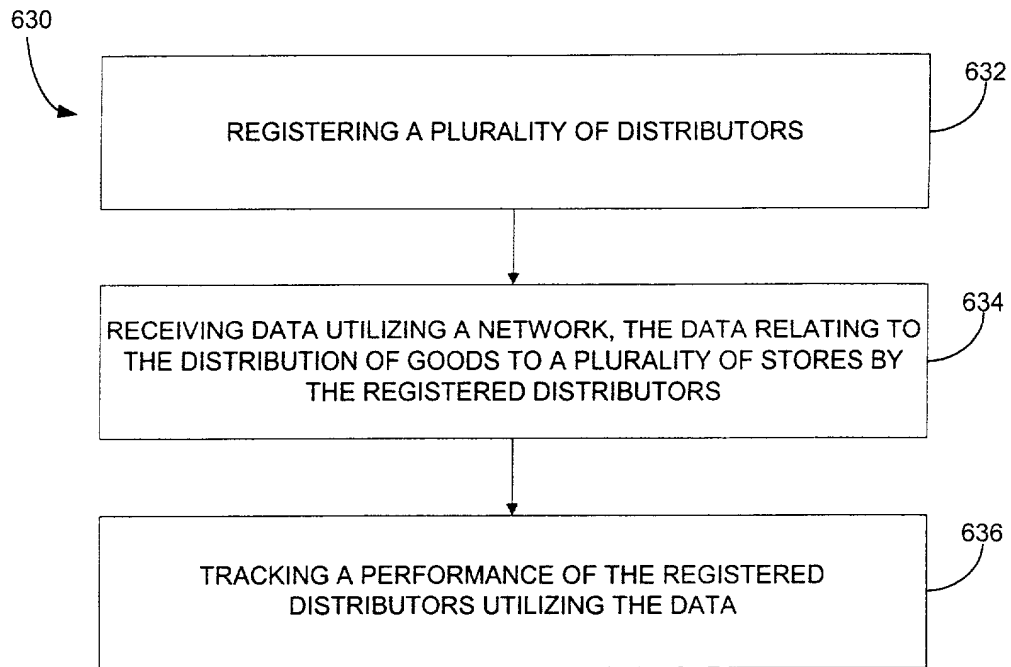 630
632
REGISTERING A PLURALITY OF DISTRIBUTORS
634
RECEIVING DATA UTILIZING A NETWORK, THE DATA RELATING TO
THE DISTRIBUTION OF GOODS TO A PLURALITY OF STORES BY
THE REGISTERED DISTRIBUTORS
636
TRACKING A PERFORMANCE OF THE REGISTERED
DISTRIBUTORS UTILIZING THE DATA